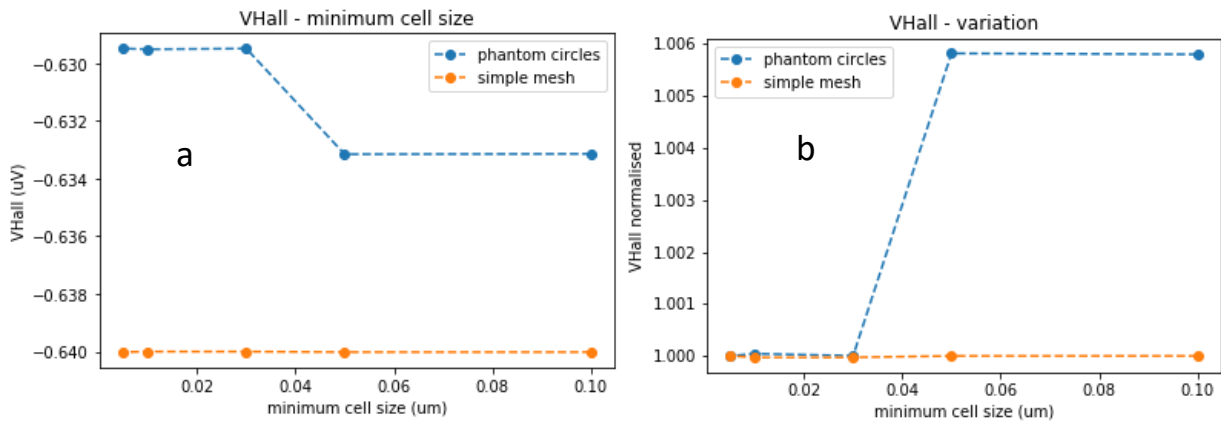 VHall - minimum cell size
−0.630
−0.632
−0.634
−0.636
−0.638
−0.640
VHall (uV)
phantom circles
simple mesh
a
0.02
0.04
0.06
0.08
0.10
minimum cell size (um)
VHall - variation
1.006
1.005
1.004
1.003
1.002
1.001
1.000
VHall normalised
phantom circles
simple mesh
b
0.02
0.04
0.06
0.08
0.10
minimum cell size (um)